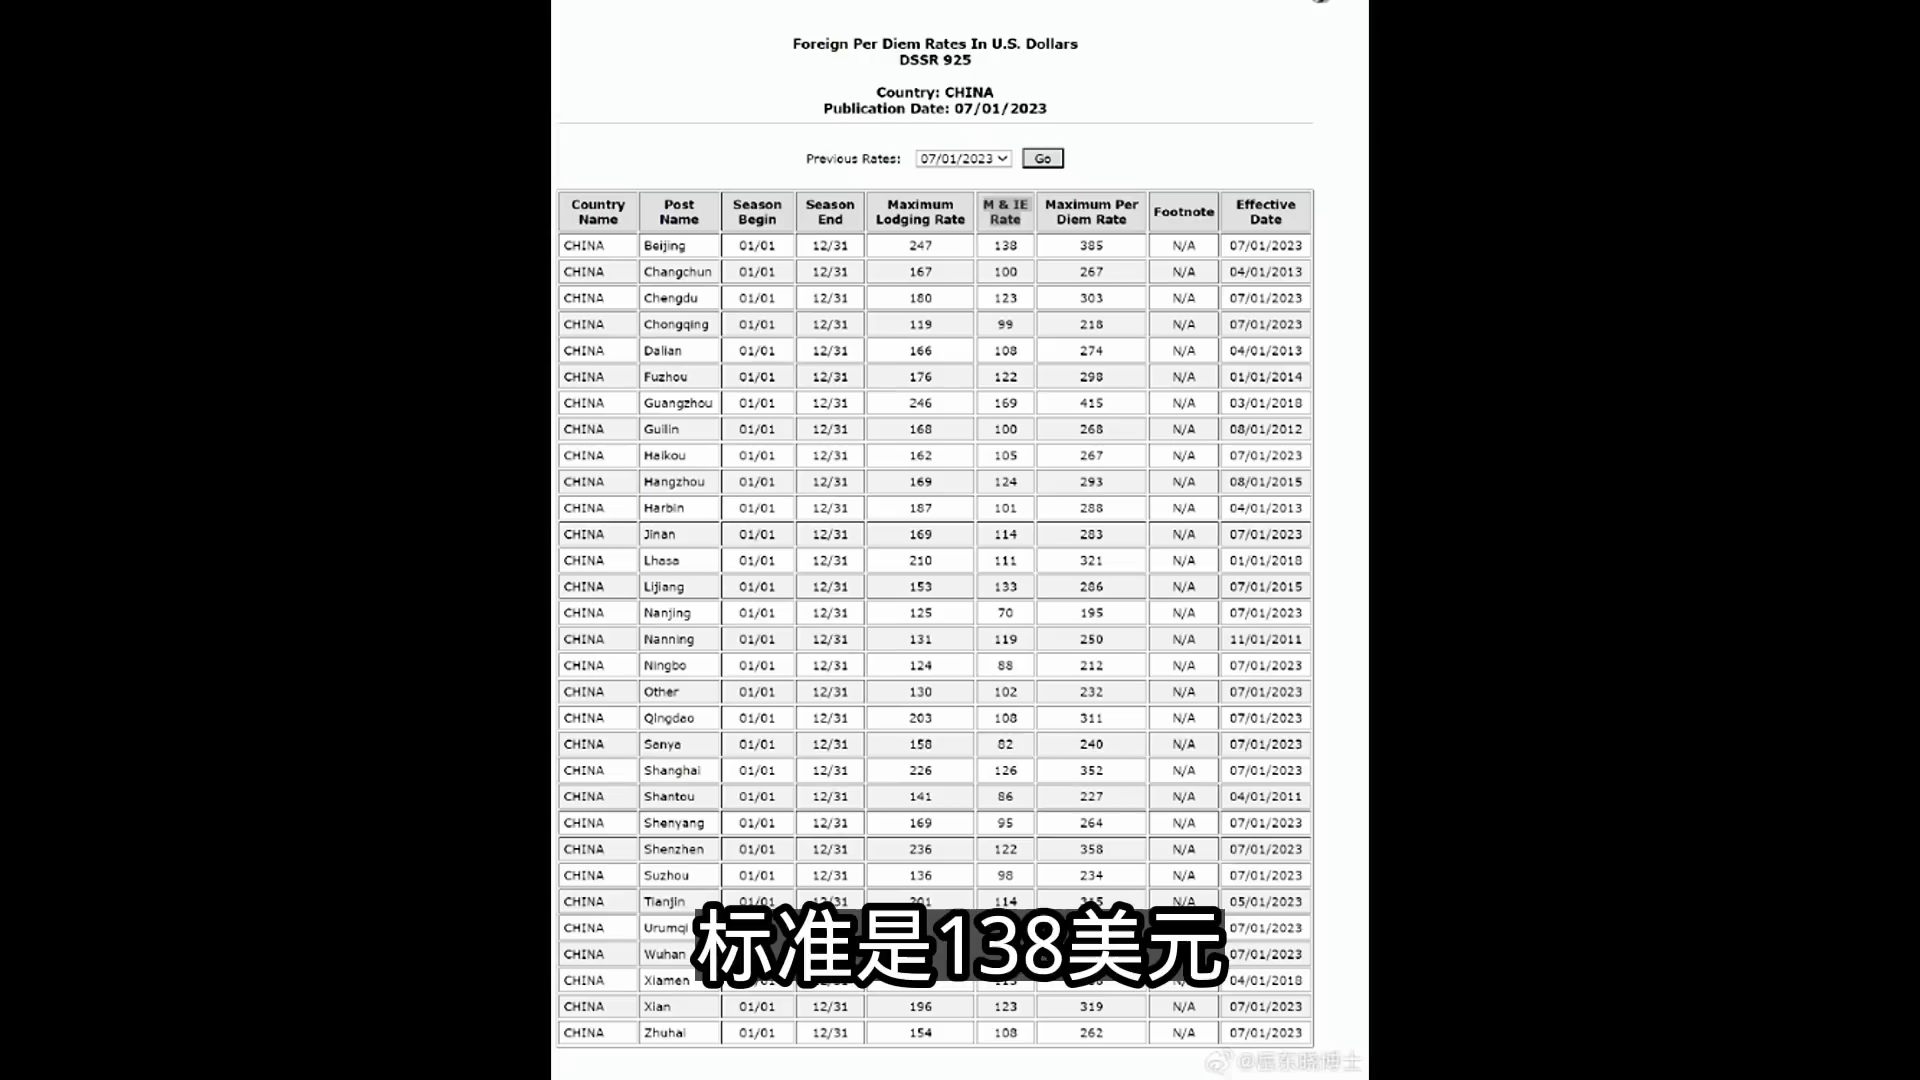 Foreign Per Diem Rates In U.S. Dollars
DSSR 925
Country: CHINA
Publication Date: 07/01/2023
Previous Rates: 07/01/2023 Go
Country Name Post Name Season Begin Season End Maximum Lodging Rate M & IE Rate Maximum Per Diem Rate Footnote Effective Date
CHINA Beijing 01/01 12/31 247 138 385 N/A 07/01/2023
CHINA Changchun 01/01 12/31 167 100 267 N/A 04/01/2013
CHINA Chengdu 01/01 12/31 180 123 303 N/A 07/01/2023
CHINA Chongqing 01/01 12/31 119 99 218 N/A 07/01/2023
CHINA Dalian 01/01 12/31 166 108 274 N/A 04/01/2013
CHINA Fuzhou 01/01 12/31 176 122 298 N/A 01/01/2014
CHINA Guangzhou 01/01 12/31 246 169 415 N/A 03/01/2018
CHINA Guilin 01/01 12/31 168 100 268 N/A 08/01/2012
CHINA Haikou 01/01 12/31 162 105 267 N/A 07/01/2023
CHINA Hangzhou 01/01 12/31 169 124 293 N/A 08/01/2015
CHINA Harbin 01/01 12/31 187 101 288 N/A 04/01/2013
CHINA Jinan 01/01 12/31 169 114 283 N/A 07/01/2023
CHINA Lhasa 01/01 12/31 210 111 321 N/A 01/01/2018
CHINA Lijiang 01/01 12/31 153 133 286 N/A 07/01/2015
CHINA Nanjing 01/01 12/31 125 70 195 N/A 07/01/2023
CHINA Nanning 01/01 12/31 131 119 250 N/A 11/01/2011
CHINA Ningbo 01/01 12/31 124 88 212 N/A 07/01/2023
CHINA Other 01/01 12/31 130 102 232 N/A 07/01/2023
CHINA Qingdao 01/01 12/31 203 108 311 N/A 07/01/2023
CHINA Sanya 01/01 12/31 158 82 240 N/A 07/01/2023
CHINA Shanghai 01/01 12/31 226 126 352 N/A 07/01/2023
CHINA Shantou 01/01 12/31 141 86 227 N/A 04/01/2011
CHINA Shenyang 01/01 12/31 169 95 264 N/A 07/01/2023
CHINA Shenzhen 01/01 12/31 236 122 358 N/A 07/01/2023
CHINA Suzhou 01/01 12/31 136 98 234 N/A 07/01/2023
CHINA Tianjin 01/01 12/31 201 114 315 N/A 05/01/2023
CHINA Urumqi 07/01/2023
CHINA Wuhan 07/01/2023
CHINA Xiamen 04/01/2018
CHINA Xian 01/01 12/31 196 123 319 N/A 07/01/2023
CHINA Zhuhai 01/01 12/31 154 108 262 N/A 07/01/2023
标准是138美元
@岳东晓博士